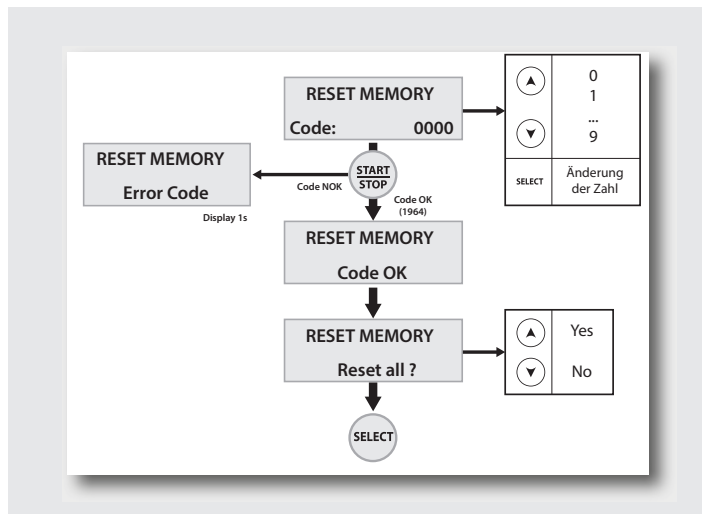 RESET MEMORY
Code: 0000
0
1
...
9
SELECT
Änderung
der Zahl
START
STOP
Code NOK
RESET MEMORY
Error Code
Display 1s
Code OK
(1964)
RESET MEMORY
Code OK
RESET MEMORY
Reset all ?
Yes
No
SELECT